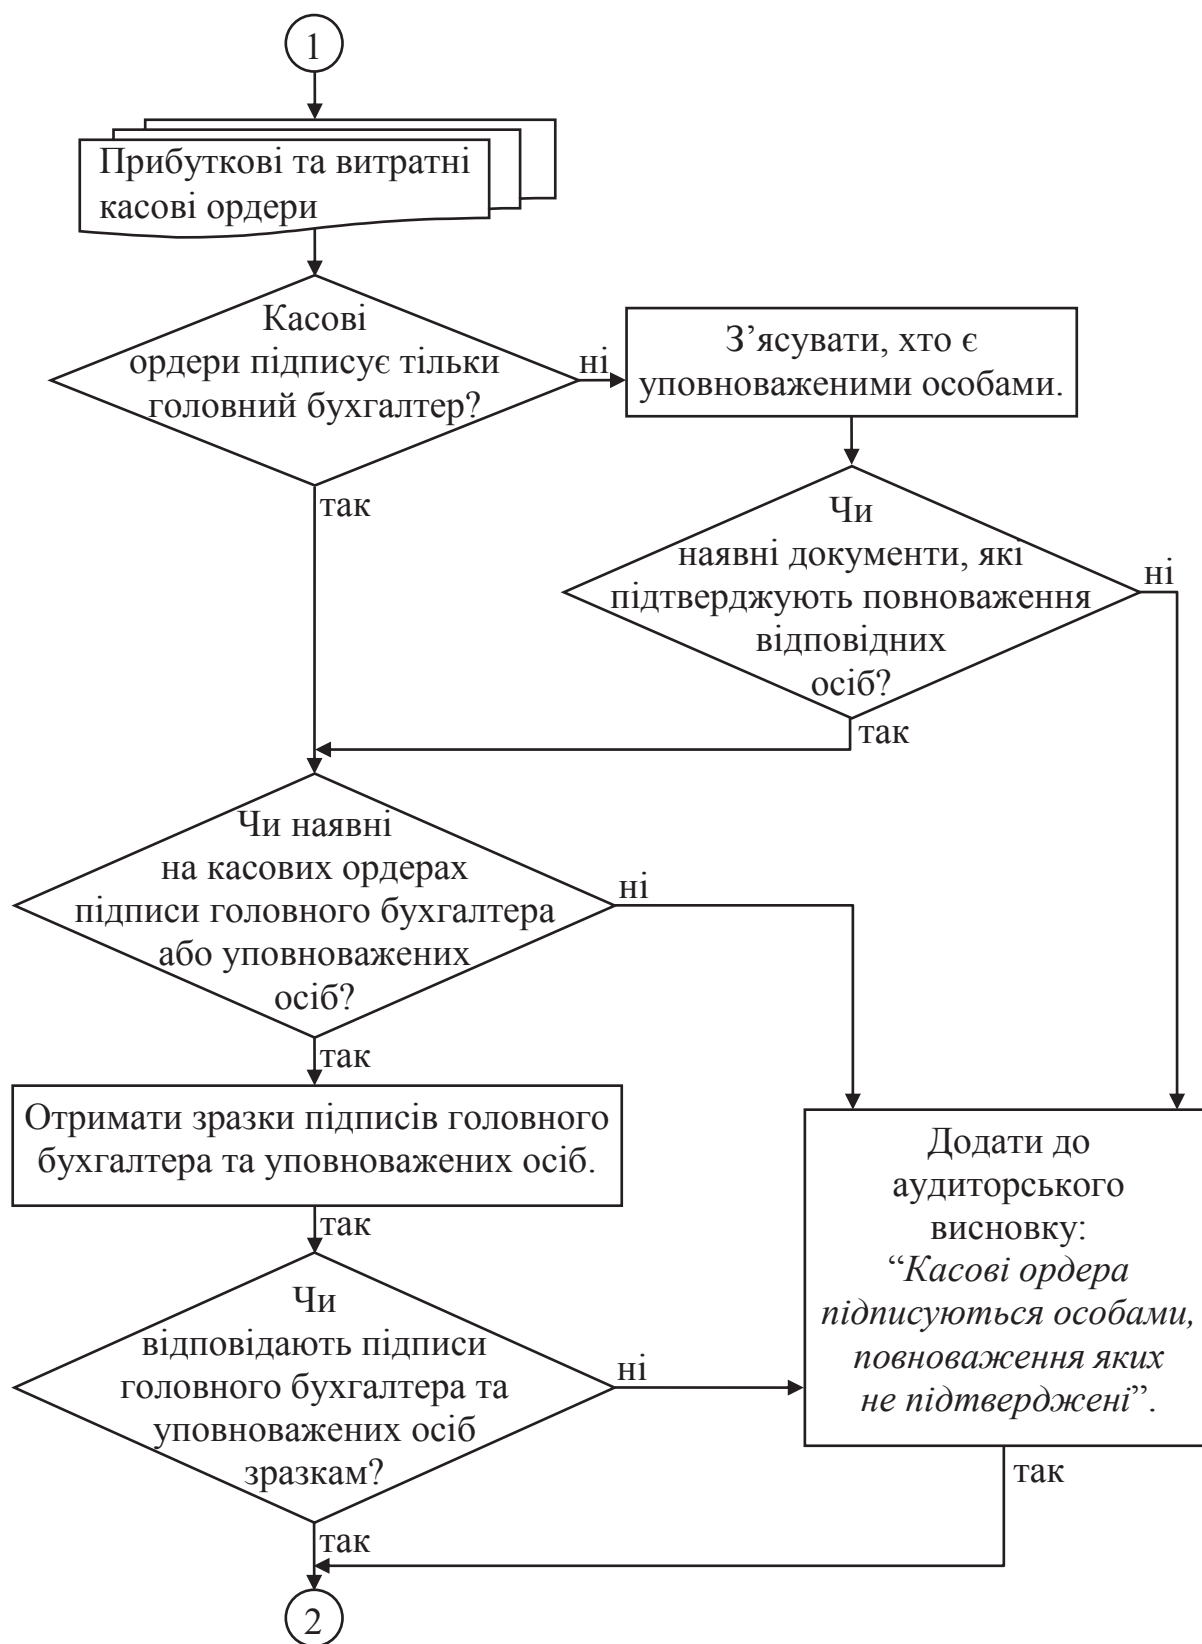 1
Прибуткові та витратні
касові ордери
Касові
ордери підписує тільки
головний бухгалтер?
ні
З’ясувати, хто є
уповноваженими особами.
так
Чи
наявні документи, які
підтверджують повноваження
відповідних
осіб?
ні
так
Чи наявні
на касових ордерах
підписи головного бухгалтера
або уповноважених
осіб?
ні
так
Отримати зразки підписів головного
бухгалтера та уповноважених осіб.
так
Додати до
аудиторського
висновку:
“Касові ордера
підписуються особами,
повноваження яких
не підтверджені”.
так
Чи
відповідають підписи
головного бухгалтера та
уповноважених осіб
зразкам?
ні
так
2